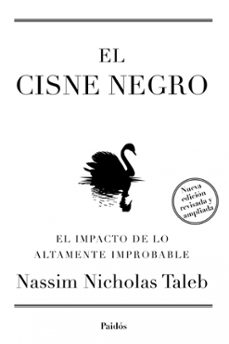 EL
CISNE NEGRO
Nueva
edición
revisada y
ampliada
EL IMPACTO DE LO
ALTAMENTE IMPROBABLE
Nassim Nicholas Taleb
Paidós